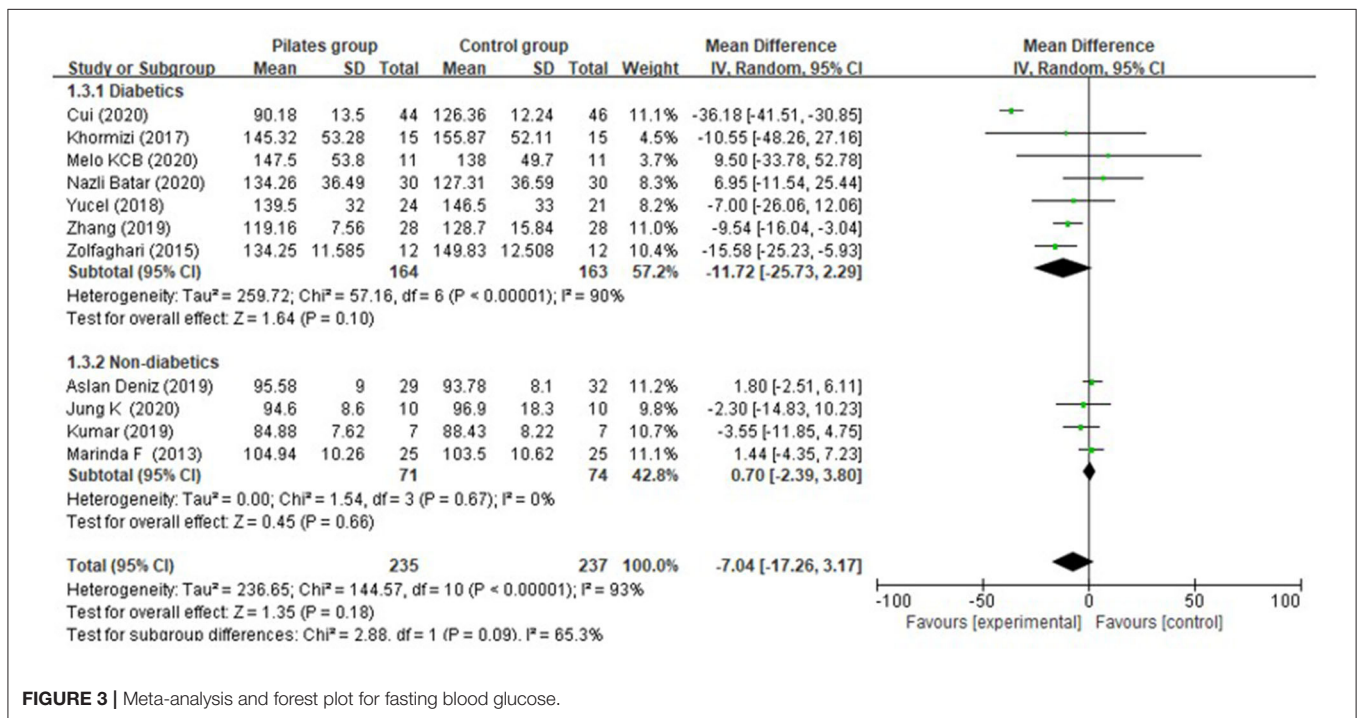 Pilates group Control group Mean Difference Mean Difference
Study or Subgroup Mean SD Total Mean SD Total Weight IV, Random, 95% CI IV, Random, 95% CI
1.3.1 Diabetics
Cui (2020) 90.18 13.5 44 126.36 12.24 46 11.1% -36.18 [-41.51, -30.85]
Khormizi (2017) 145.32 53.28 15 155.87 52.11 15 4.5% -10.55 [-48.26, 27.16]
Melo KCB (2020) 147.5 53.8 11 138 49.7 11 3.7% 9.50 [-33.78, 52.78]
Nazli Batar (2020) 134.26 36.49 30 127.31 36.59 30 8.3% 6.95 [-11.54, 25.44]
Yucel (2018) 139.5 32 24 146.5 33 21 8.2% -7.00 [-26.06, 12.06]
Zhang (2019) 119.16 7.56 28 128.7 15.84 28 11.0% -9.54 [-16.04, -3.04]
Zolfaghari (2015) 134.25 11.585 12 149.83 12.508 12 10.4% -15.58 [-25.23, -5.93]
Subtotal (95% CI) 164 163 57.2% -11.72 [-25.73, 2.29]
Heterogeneity: Tau² = 259.72; Chi² = 57.16, df = 6 (P < 0.00001); I² = 90%
Test for overall effect: Z = 1.64 (P = 0.10)
1.3.2 Non-diabetics
Aslan Deniz (2019) 95.58 9 29 93.78 8.1 32 11.2% 1.80 [-2.51, 6.11]
Jung K (2020) 94.6 8.6 10 96.9 18.3 10 9.8% -2.30 [-14.83, 10.23]
Kumar (2019) 84.88 7.62 7 88.43 8.22 7 10.7% -3.55 [-11.85, 4.75]
Marinda F (2013) 104.94 10.26 25 103.5 10.62 25 11.1% 1.44 [-4.35, 7.23]
Subtotal (95% CI) 71 74 42.8% 0.70 [-2.39, 3.80]
Heterogeneity: Tau² = 0.00; Chi² = 1.54, df = 3 (P = 0.67); I² = 0%
Test for overall effect: Z = 0.45 (P = 0.66)
Total (95% CI) 235 237 100.0% -7.04 [-17.26, 3.17]
Heterogeneity: Tau² = 236.65; Chi² = 144.57, df = 10 (P < 0.00001); I² = 93%
Test for overall effect: Z = 1.35 (P = 0.18)
Test for subgroup differences: Chi² = 2.88, df = 1 (P = 0.09), I² = 65.3%
-100 -50 0 50 100
Favours [experimental] Favours [control]
FIGURE 3 | Meta-analysis and forest plot for fasting blood glucose.